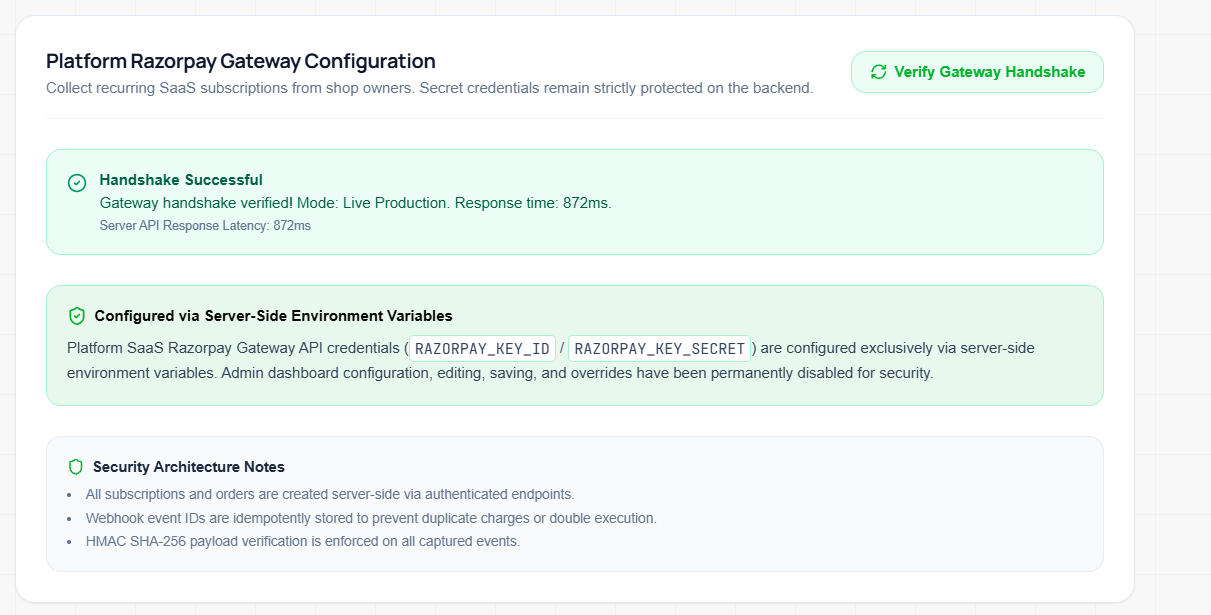 Platform Razorpay Gateway Configuration
Collect recurring SaaS subscriptions from shop owners. Secret credentials remain strictly protected on the backend.
Verify Gateway Handshake
Handshake Successful
Gateway handshake verified! Mode: Live Production. Response time: 872ms.
Server API Response Latency: 872ms
Configured via Server-Side Environment Variables
Platform SaaS Razorpay Gateway API credentials ( RAZORPAY_KEY_ID / RAZORPAY_KEY_SECRET ) are configured exclusively via server-side
environment variables. Admin dashboard configuration, editing, saving, and overrides have been permanently disabled for security.
Security Architecture Notes
• All subscriptions and orders are created server-side via authenticated endpoints.
• Webhook event IDs are idempotently stored to prevent duplicate charges or double execution.
• HMAC SHA-256 payload verification is enforced on all captured events.